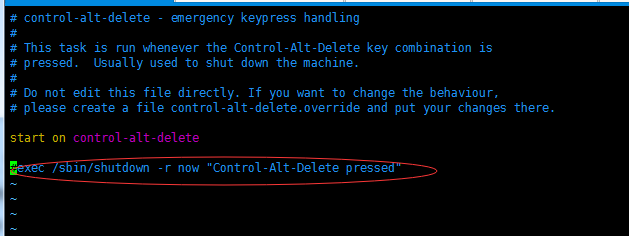 # control-alt-delete - emergency keypress handling
#
# This task is run whenever the Control-Alt-Delete key combination is
# pressed.  Usually used to shut down the machine.
#
# Do not edit this file directly. If you want to change the behaviour,
# please create a file control-alt-delete.override and put your changes there.
start on control-alt-delete
#exec /sbin/shutdown -r now "Control-Alt-Delete pressed"
~
~
~
~